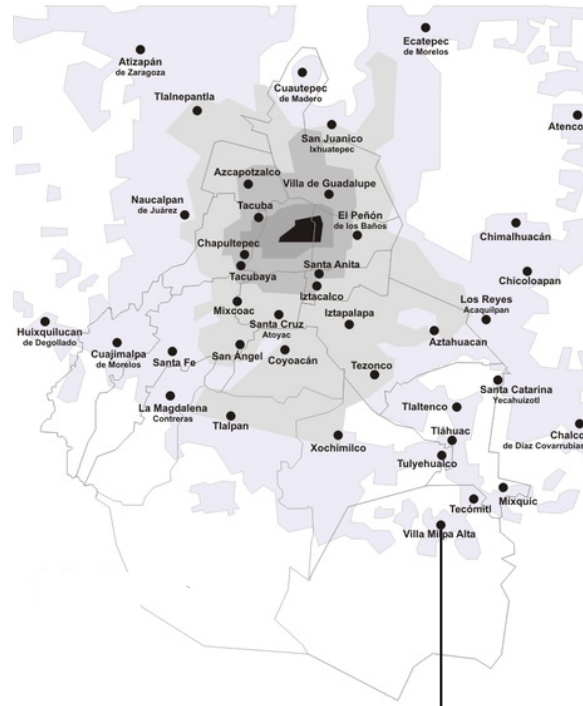 Ecatepec
de Morelos
Atizapán
de Zaragoza
Cuautepec
de Madero
Tlalnepantla
Atenco
San Juanico
Ixhuatepec
Azcapotzalco
Villa de Guadalupe
Naucalpan
de Juárez
Tacuba
El Peñón
de los Baños
Chimalhuacán
Chapultepec
Santa Anita
Tacubaya
Chicoloapan
Iztacalco
Los Reyes
Acaquilpan
Mixcoac
Santa Cruz
Atoyac
Iztapalapa
Huixquilucan
de Degollado
Aztahuacan
Cuajimalpa
de Morelos
Santa Fe
San Ángel
Coyoacán
Tezonco
Santa Catarina
Yecahuizotl
La Magdalena
Contreras
Tlaltenco
Tlalpan
Tláhuac
Chalco
de Díaz Covarrubias
Xochimilco
Tulyehualco
Mixquic
Tecómitl
Villa Milpa Alta